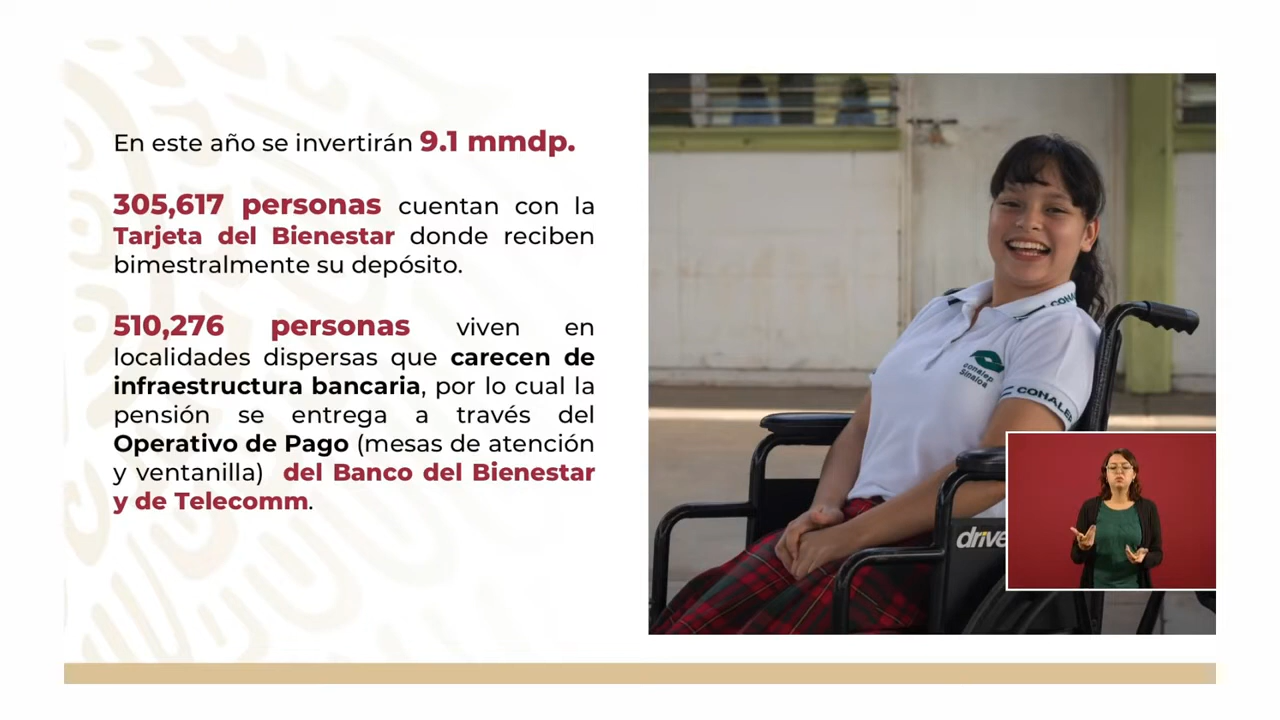 En este año se invertirán 9.1 mmdp.
305,617 personas cuentan con la
Tarjeta del Bienestar donde reciben
bimestralmente su depósito.
510,276 personas viven en
localidades dispersas que carecen de
infraestructura bancaria, por lo cual la
pensión se entrega a través del
Operativo de Pago (mesas de atención
y ventanilla) del Banco del Bienestar
y de Telecomm.
CONA
conalep
Sinaloa
CONALE
drive